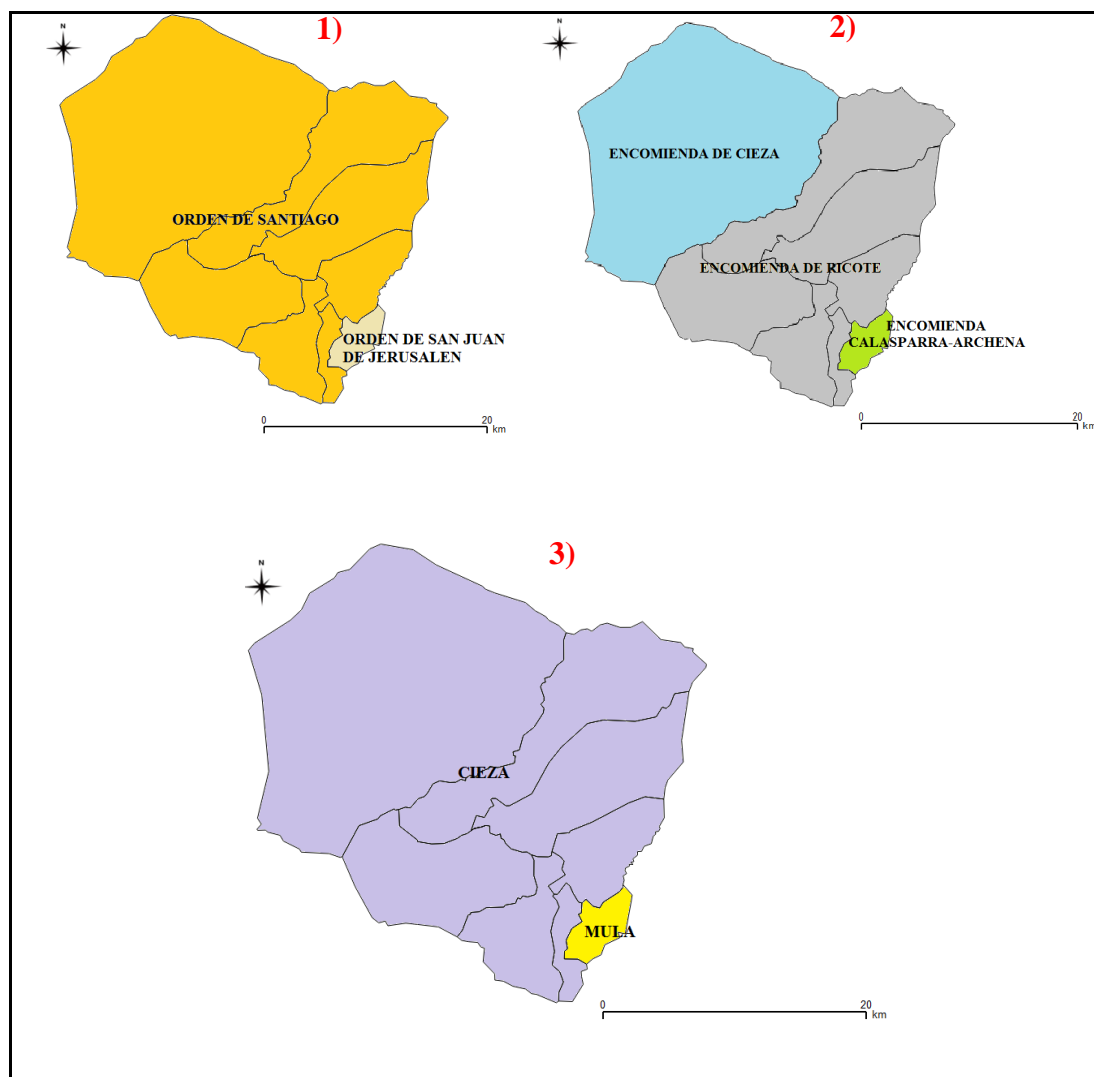 1)
N
ORDEN DE SANTIAGO
ORDEN DE SAN JUAN
DE JERUSALEN
0 20
km
2)
N
ENCOMIENDA DE CIEZA
ENCOMIENDA DE RICOTE
ENCOMIENDA
CALASPARRA-ARCHENA
0 20
km
3)
N
CIEZA
MULA
0 20
km